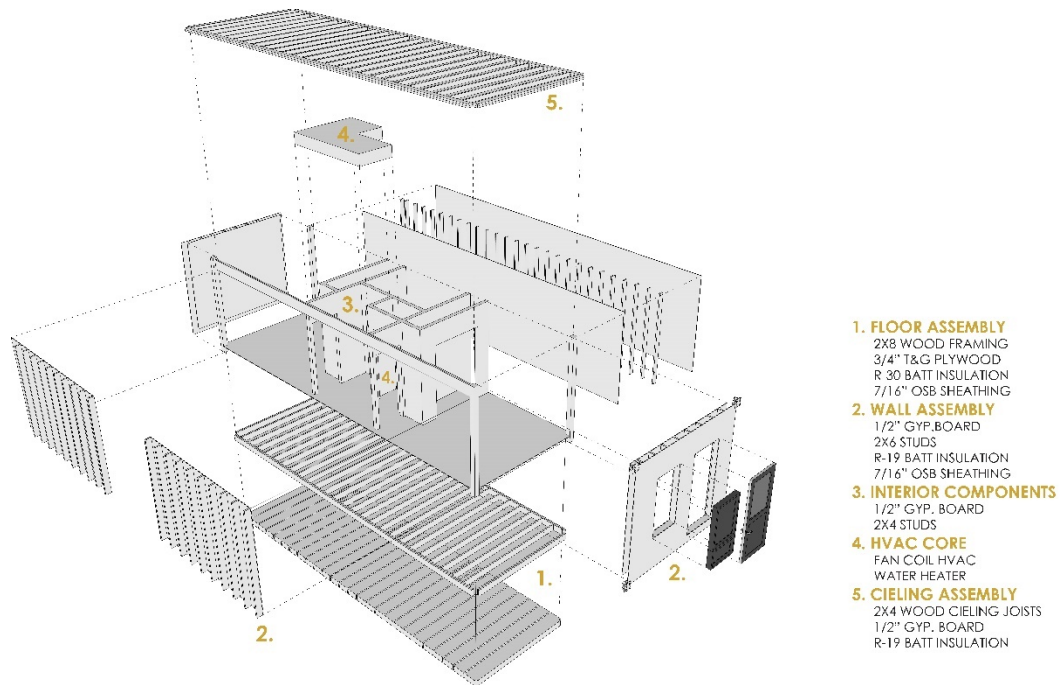 5.
4.
3.
4.
1.
2.
2.
1. FLOOR ASSEMBLY
2X8 WOOD FRAMING
3/4" T&G PLYWOOD
R 30 BATT INSULATION
7/16" OSB SHEATHING
2. WALL ASSEMBLY
1/2" GYP.BOARD
2X6 STUDS
R-19 BATT INSULATION
7/16" OSB SHEATHING
3. INTERIOR COMPONENTS
1/2" GYP. BOARD
2X4 STUDS
4. HVAC CORE
FAN COIL HVAC
WATER HEATER
5. CIELING ASSEMBLY
2X4 WOOD CIELING JOISTS
1/2" GYP. BOARD
R-19 BATT INSULATION